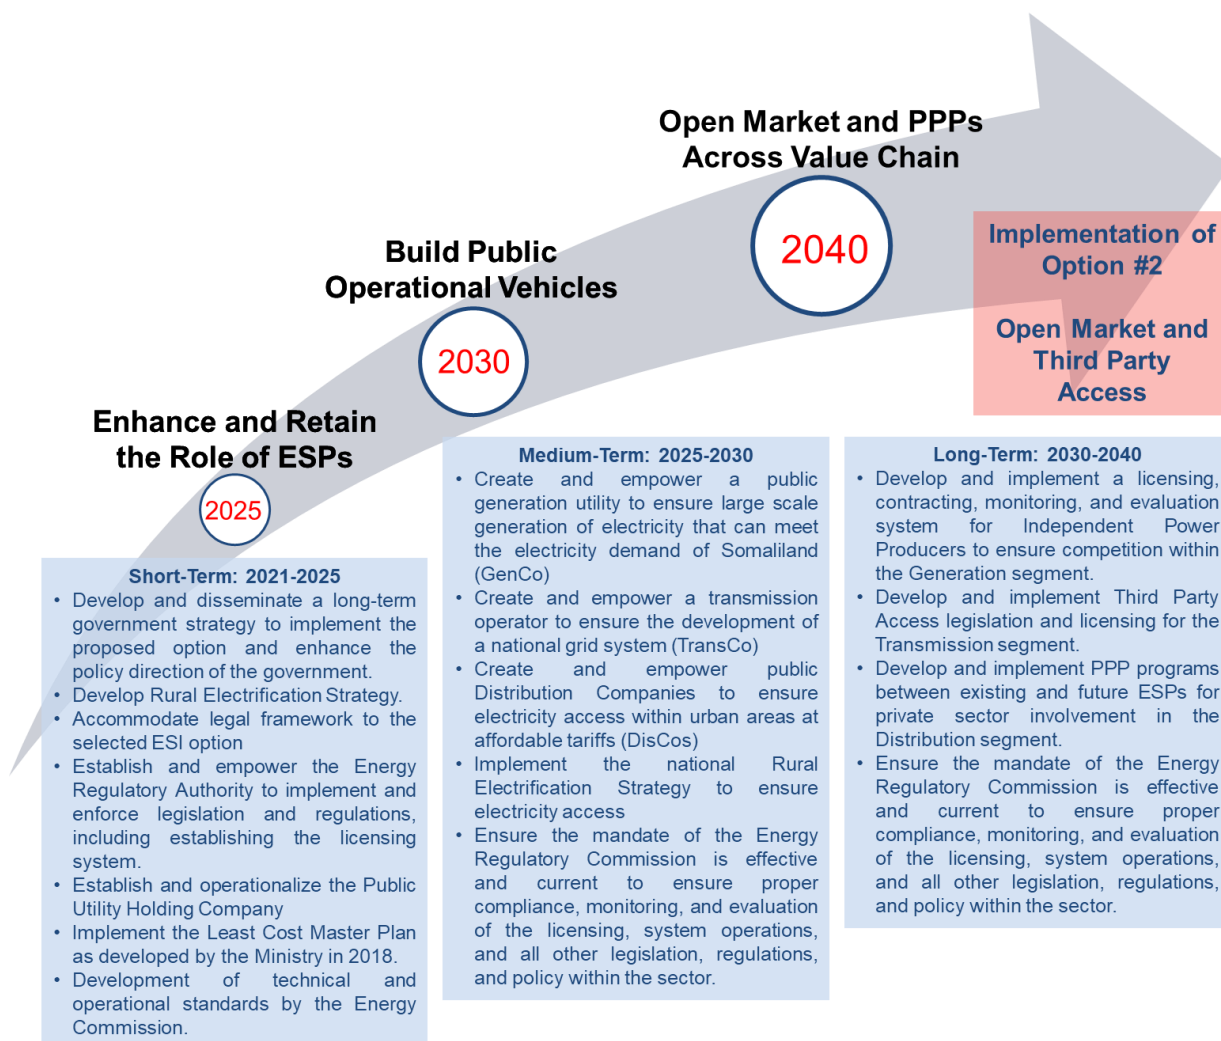 Open Market and PPPs
Across Value Chain
2040
Implementation of
Option #2
Open Market and
Third Party
Access
Build Public
Operational Vehicles
2030
Enhance and Retain
the Role of ESPs
2025
Short-Term: 2021-2025
• Develop and disseminate a long-term
government strategy to implement the
proposed option and enhance the
policy direction of the government.
• Develop Rural Electrification Strategy.
• Accommodate legal framework to the
selected ESI option
• Establish and empower the Energy
Regulatory Authority to implement and
enforce legislation and regulations,
including establishing the licensing
system.
• Establish and operationalize the Public
Utility Holding Company
• Implement the Least Cost Master Plan
as developed by the Ministry in 2018.
• Development of technical and
operational standards by the Energy
Commission.
Medium-Term: 2025-2030
• Create and empower a public
generation utility to ensure large scale
generation of electricity that can meet
the electricity demand of Somaliland
(GenCo)
• Create and empower a transmission
operator to ensure the development of
a national grid system (TransCo)
• Create and empower public
Distribution Companies to ensure
electricity access within urban areas at
affordable tariffs (DisCos)
• Implement the national Rural
Electrification Strategy to ensure
electricity access
• Ensure the mandate of the Energy
Regulatory Commission is effective
and current to ensure proper
compliance, monitoring, and evaluation
of the licensing, system operations,
and all other legislation, regulations,
and policy within the sector.
Long-Term: 2030-2040
• Develop and implement a licensing,
contracting, monitoring, and evaluation
system for Independent Power
Producers to ensure competition within
the Generation segment.
• Develop and implement Third Party
Access legislation and licensing for the
Transmission segment.
• Develop and implement PPP programs
between existing and future ESPs for
private sector involvement in the
Distribution segment.
• Ensure the mandate of the Energy
Regulatory Commission is effective
and current to ensure proper
compliance, monitoring, and evaluation
of the licensing, system operations,
and all other legislation, regulations,
and policy within the sector.